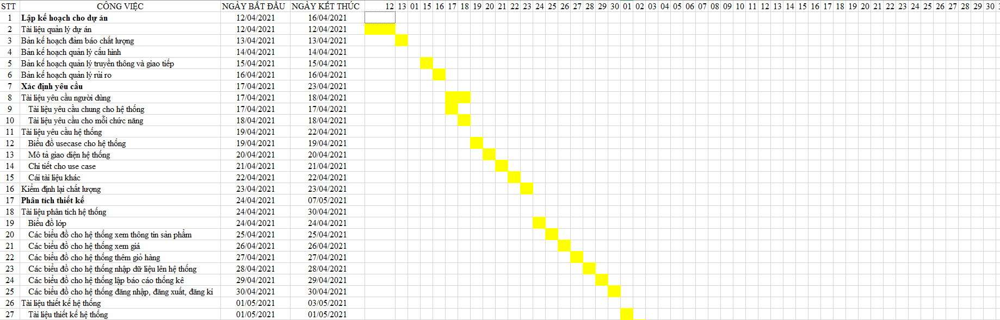 STT CÔNG VIỆC NGÀY BẮT ĐẦU NGÀY KẾT THÚC 12 13 01 15 16 17 18 19 20 21 22 23 24 25 26 27 28 29 30 01 02 03 04 05 06 07 08 09 10 11 12 13 14 15 16 17 18 19 20 21 22 23 24 25 26 27 28 29 30
1 Lập kế hoạch cho dự án 12/04/2021 16/04/2021
2 Tài liệu quản lý dự án 12/04/2021 12/04/2021
3 Bản kế hoạch đảm bảo chất lượng 13/04/2021 13/04/2021
4 Bản kế hoạch quản lý cấu hình 14/04/2021 14/04/2021
5 Bản kế hoạch quản lý truyền thông và giao tiếp 15/04/2021 15/04/2021
6 Bản kế hoạch quản lý rủi ro 16/04/2021 16/04/2021
7 Xác định yêu cầu 17/04/2021 23/04/2021
8 Tài liệu yêu cầu người dùng 17/04/2021 18/04/2021
9 Tài liệu yêu cầu chung cho hệ thống 17/04/2021 17/04/2021
10 Tài liệu yêu cầu cho mỗi chức năng 18/04/2021 18/04/2021
11 Tài liệu yêu cầu hệ thống 19/04/2021 22/04/2021
12 Biểu đồ usecase cho hệ thống 19/04/2021 19/04/2021
13 Mô tả giao diện hệ thống 20/04/2021 20/04/2021
14 Chi tiết cho use case 21/04/2021 21/04/2021
15 Cái tài liệu khác 22/04/2021 22/04/2021
16 Kiểm định lại chất lượng 23/04/2021 23/04/2021
17 Phân tích thiết kế 24/04/2021 07/05/2021
18 Tài liệu phân tích hệ thống 24/04/2021 30/04/2021
19 Biểu đồ lớp 24/04/2021 24/04/2021
20 Các biểu đồ cho hệ thống xem thông tin sản phẩm 25/04/2021 25/04/2021
21 Các biểu đồ cho hệ thống xem giá 26/04/2021 26/04/2021
22 Các biểu đồ cho hệ thống thêm giỏ hàng 27/04/2021 27/04/2021
23 Các biểu đồ cho hệ thống nhập dữ liệu lên hệ thống 28/04/2021 28/04/2021
24 Các biểu đồ cho hệ thống lập báo cáo thống kê 29/04/2021 29/04/2021
25 Các biểu đồ cho hệ thống đăng nhập, đăng xuất, đăng kí 30/04/2021 30/04/2021
26 Tài liệu thiết kế hệ thống 01/05/2021 03/05/2021
27 Tài liệu thiết kế hệ thống 01/05/2021 01/05/2021